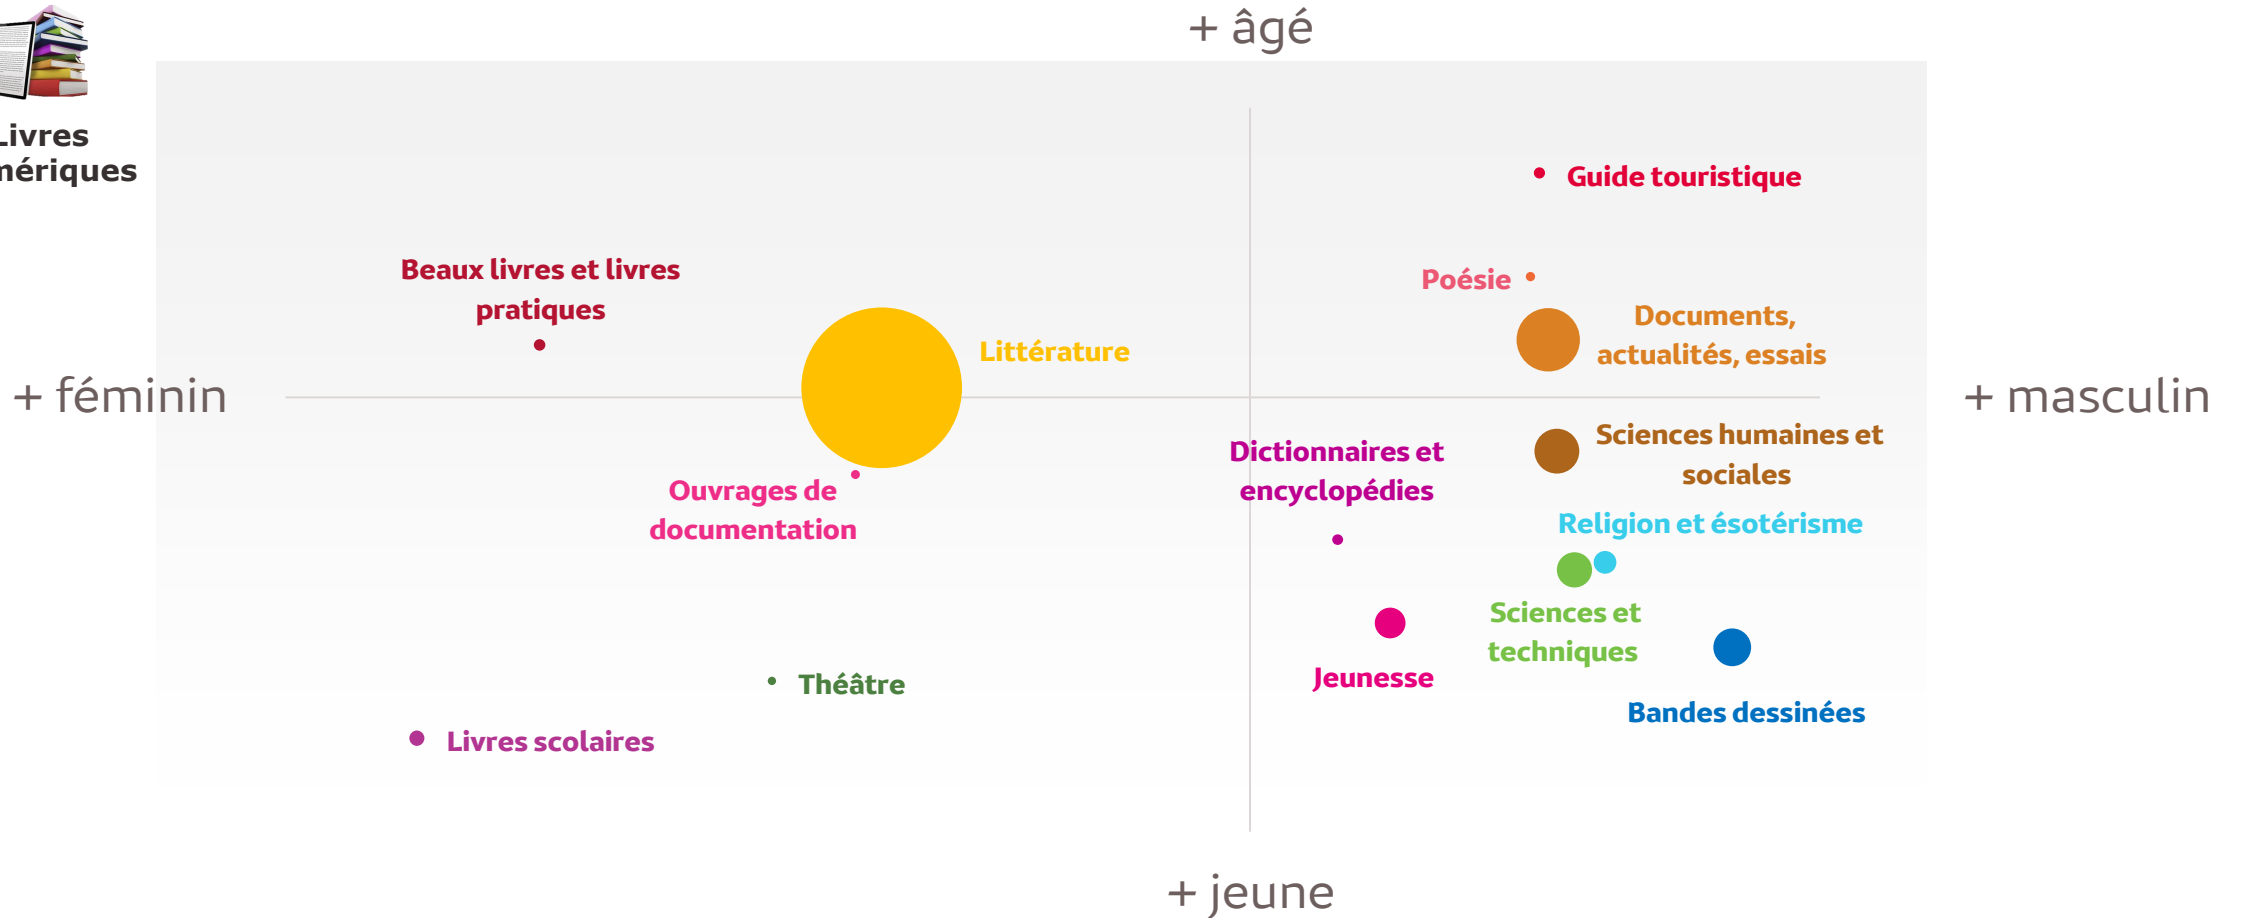 + âgé
Livres
mériques
Guide touristique
Beaux livres et livres
pratiques
Poésie
Documents,
actualités, essais
Littérature
+ féminin
+ masculin
Sciences humaines et
sociales
Dictionnaires et
encyclopédies
Ouvrages de
documentation
Religion et ésotérisme
Sciences et
techniques
Jeunesse
Théâtre
Bandes dessinées
Livres scolaires
+ jeune